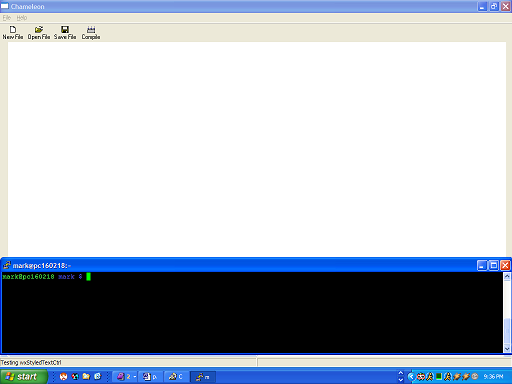 Chameleon
File Help
New File Open File Save File Compile
mark@pc160218:~
mark@pc160218 mark $
Testing wxStyledTextCtrl
start 2 p. C m 9:36 PM